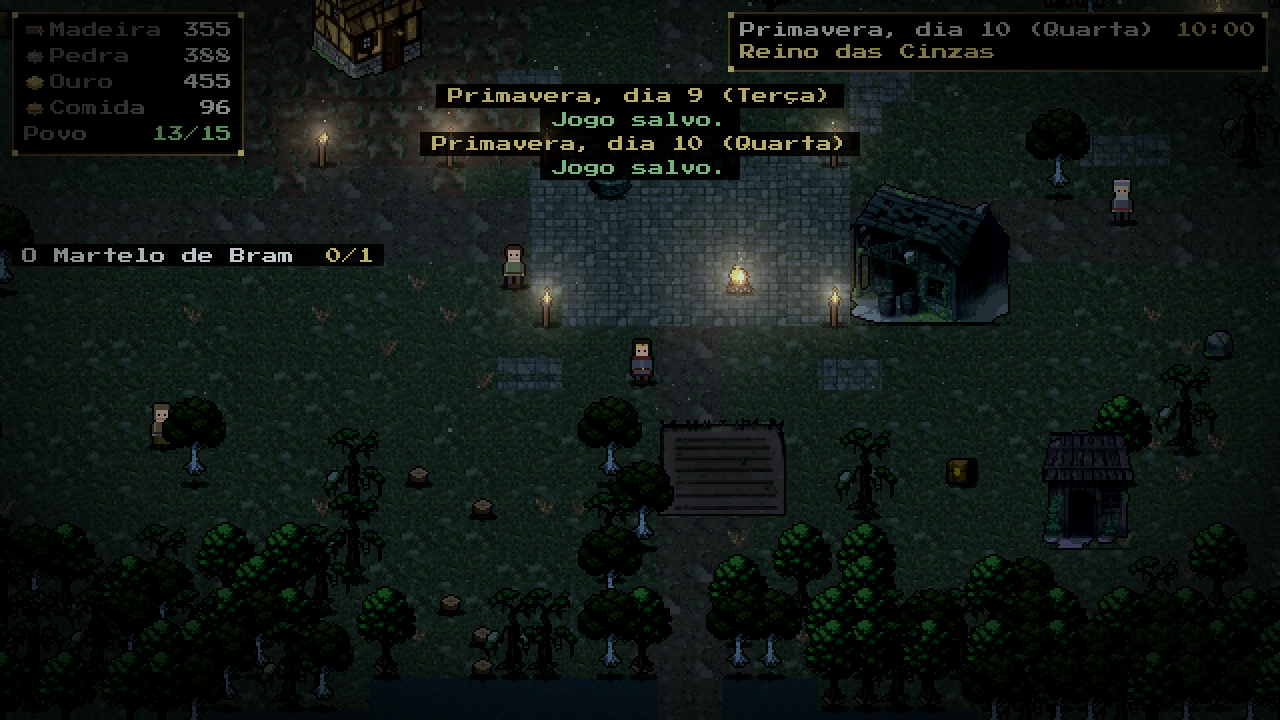 Madeira 355
Pedra 388
Ouro 455
Comida 96
Povo 13/15
Primavera, dia 10 (Quarta) 10:00
Reino das Cinzas
Primavera, dia 9 (Terça)
Jogo salvo.
Primavera, dia 10 (Quarta)
Jogo salvo.
O Martelo de Bram 0/1